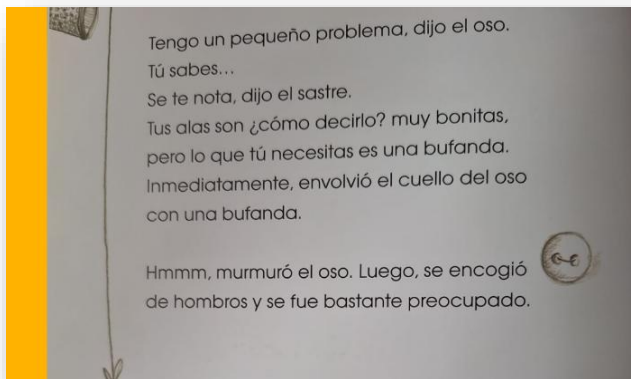 Tengo un pequeño problema, dijo el oso.
Tú sabes...
Se te nota, dijo el sastre.
Tus alas son ¿cómo decirlo? muy bonitas,
pero lo que tú necesitas es una bufanda.
Inmediatamente, envolvió el cuello del oso
con una bufanda.
Hmmm, murmuró el oso. Luego, se encogió
de hombros y se fue bastante preocupado.